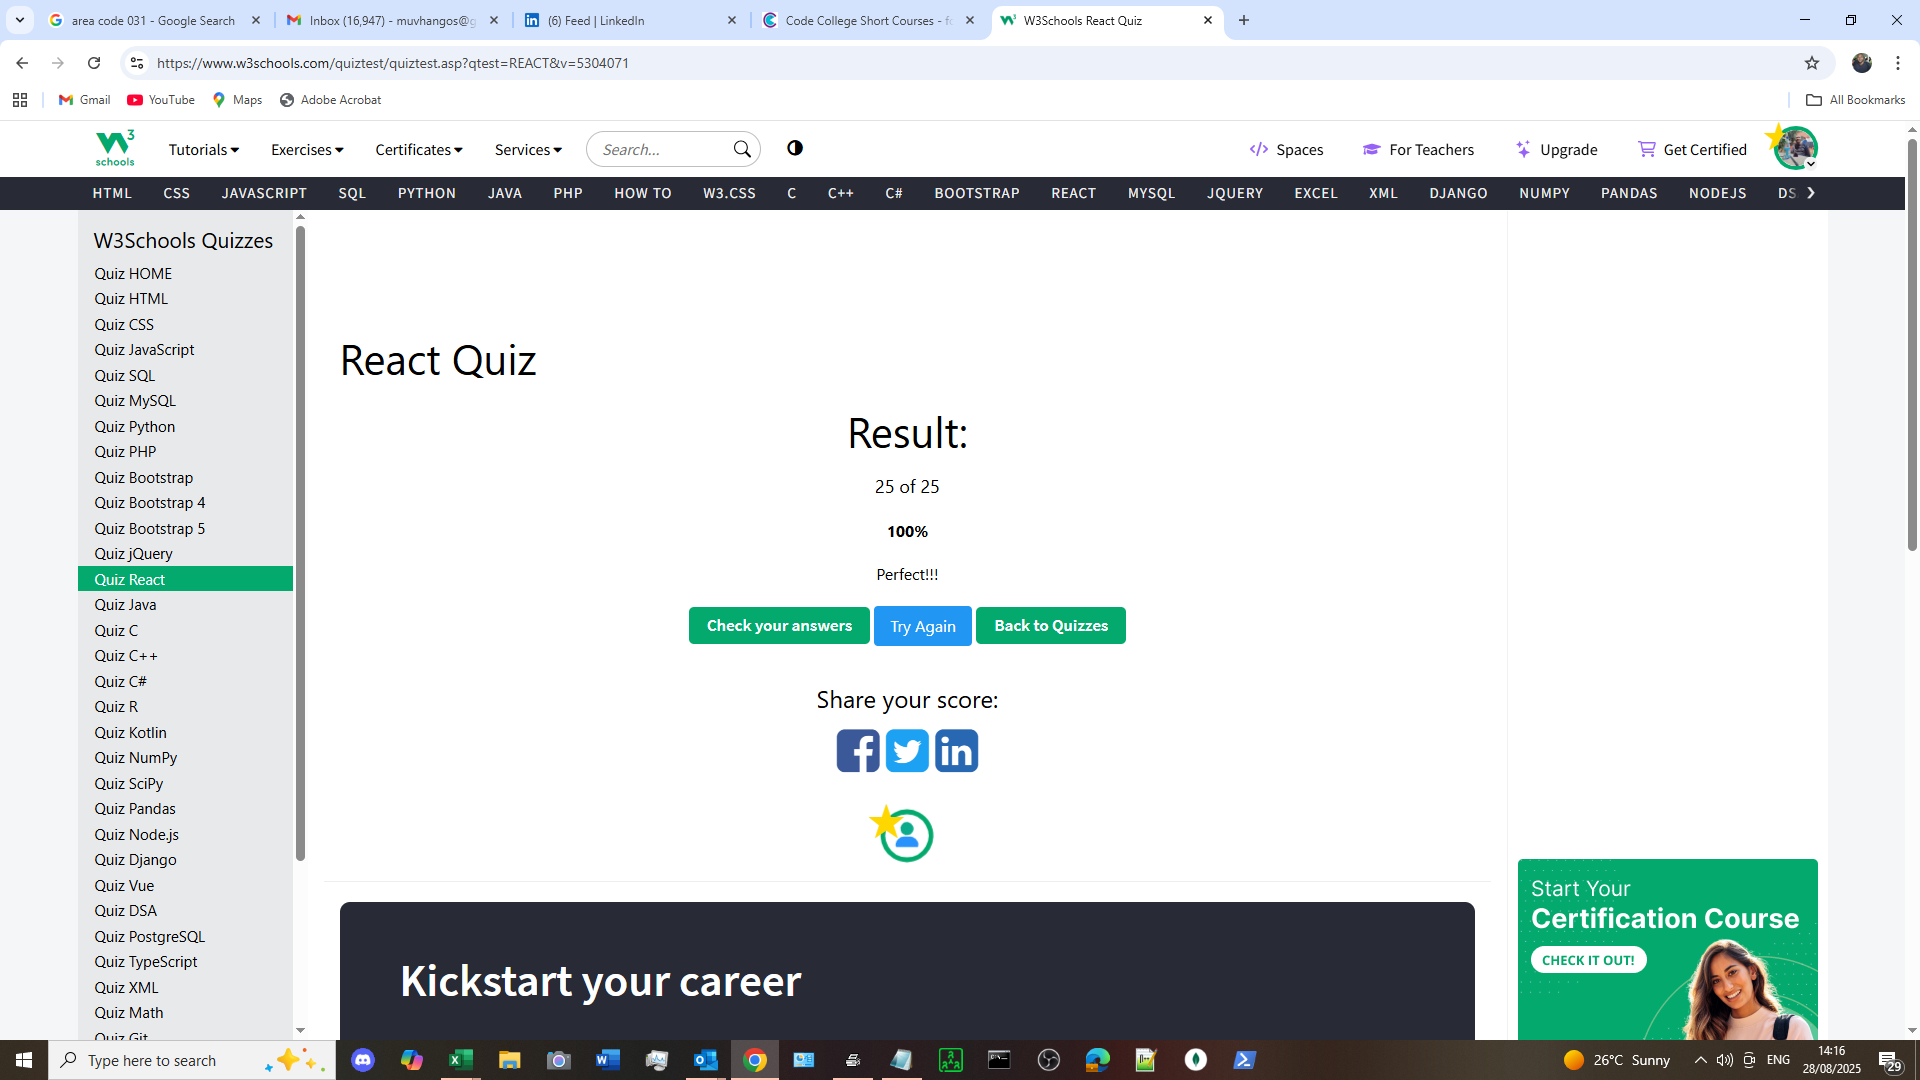 area code 031 - Google Search
Inbox (16,947) - muvhangos@g
(6) Feed | LinkedIn
Code College Short Courses - fo
W3Schools React Quiz
https://www.w3schools.com/quiztest/quiztest.asp?qtest=REACT&v=5304071
Gmail
YouTube
Maps
Adobe Acrobat
All Bookmarks
W3
schools
Tutorials
Exercises
Certificates
Services
Search...
Spaces
For Teachers
Upgrade
Get Certified
HTML CSS JAVASCRIPT SQL PYTHON JAVA PHP HOW TO W3.CSS C C++ C# BOOTSTRAP REACT MYSQL JQUERY EXCEL XML DJANGO NUMPY PANDAS NODEJS DS
W3Schools Quizzes
Quiz HOME
Quiz HTML
Quiz CSS
Quiz JavaScript
Quiz SQL
Quiz MySQL
Quiz Python
Quiz PHP
Quiz Bootstrap
Quiz Bootstrap 4
Quiz Bootstrap 5
Quiz jQuery
Quiz React
Quiz Java
Quiz C
Quiz C++
Quiz C#
Quiz R
Quiz Kotlin
Quiz NumPy
Quiz SciPy
Quiz Pandas
Quiz Node.js
Quiz Django
Quiz Vue
Quiz DSA
Quiz PostgreSQL
Quiz TypeScript
Quiz XML
Quiz Math
Quiz Git
React Quiz
Result:
25 of 25
100%
Perfect!!!
Check your answers
Try Again
Back to Quizzes
Share your score:
Kickstart your career
Start Your
Certification Course
CHECK IT OUT!
Type here to search
26°C Sunny
ENG
14:16
28/08/2025
29